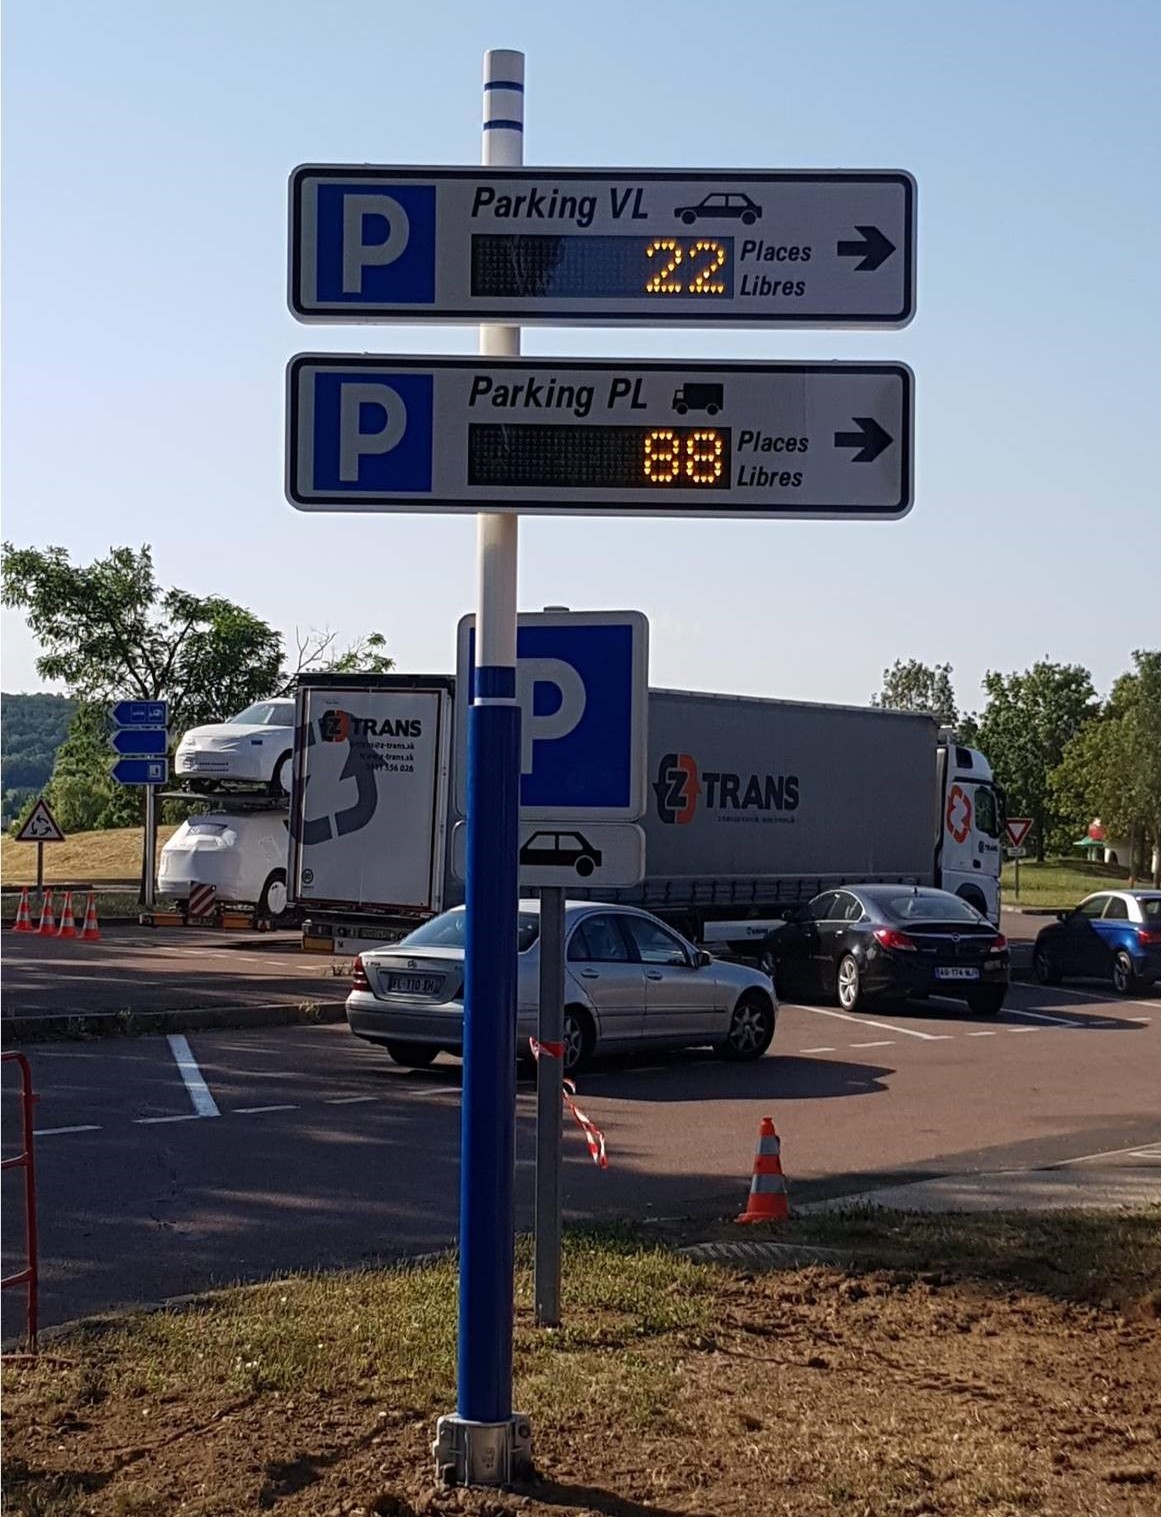 P
Parking VL
22
Places
Libres
P
Parking PL
88
Places
Libres
P
Z TRANS
Z TRANS